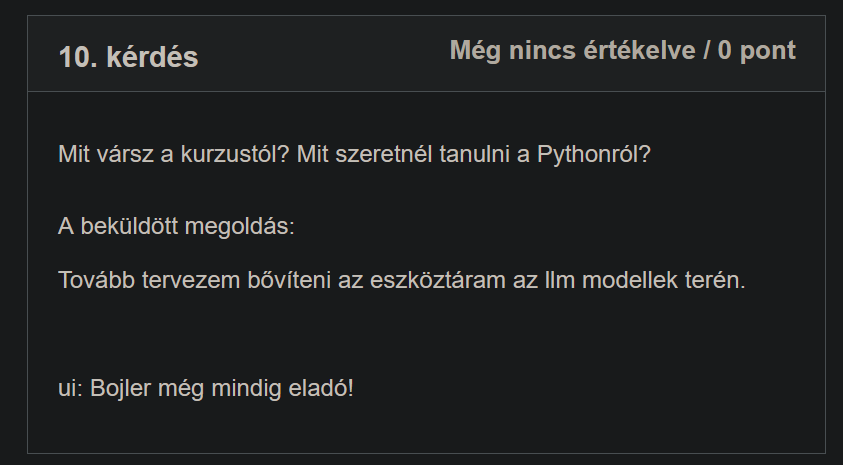 10. kérdés
Még nincs értékelve / 0 pont
Mit vársz a kurzustól? Mit szeretnél tanulni a Pythonról?
A beküldött megoldás:
Tovább tervezem bővíteni az eszköztáram az llm modellek terén.
ui: Bojler még mindig eladó!